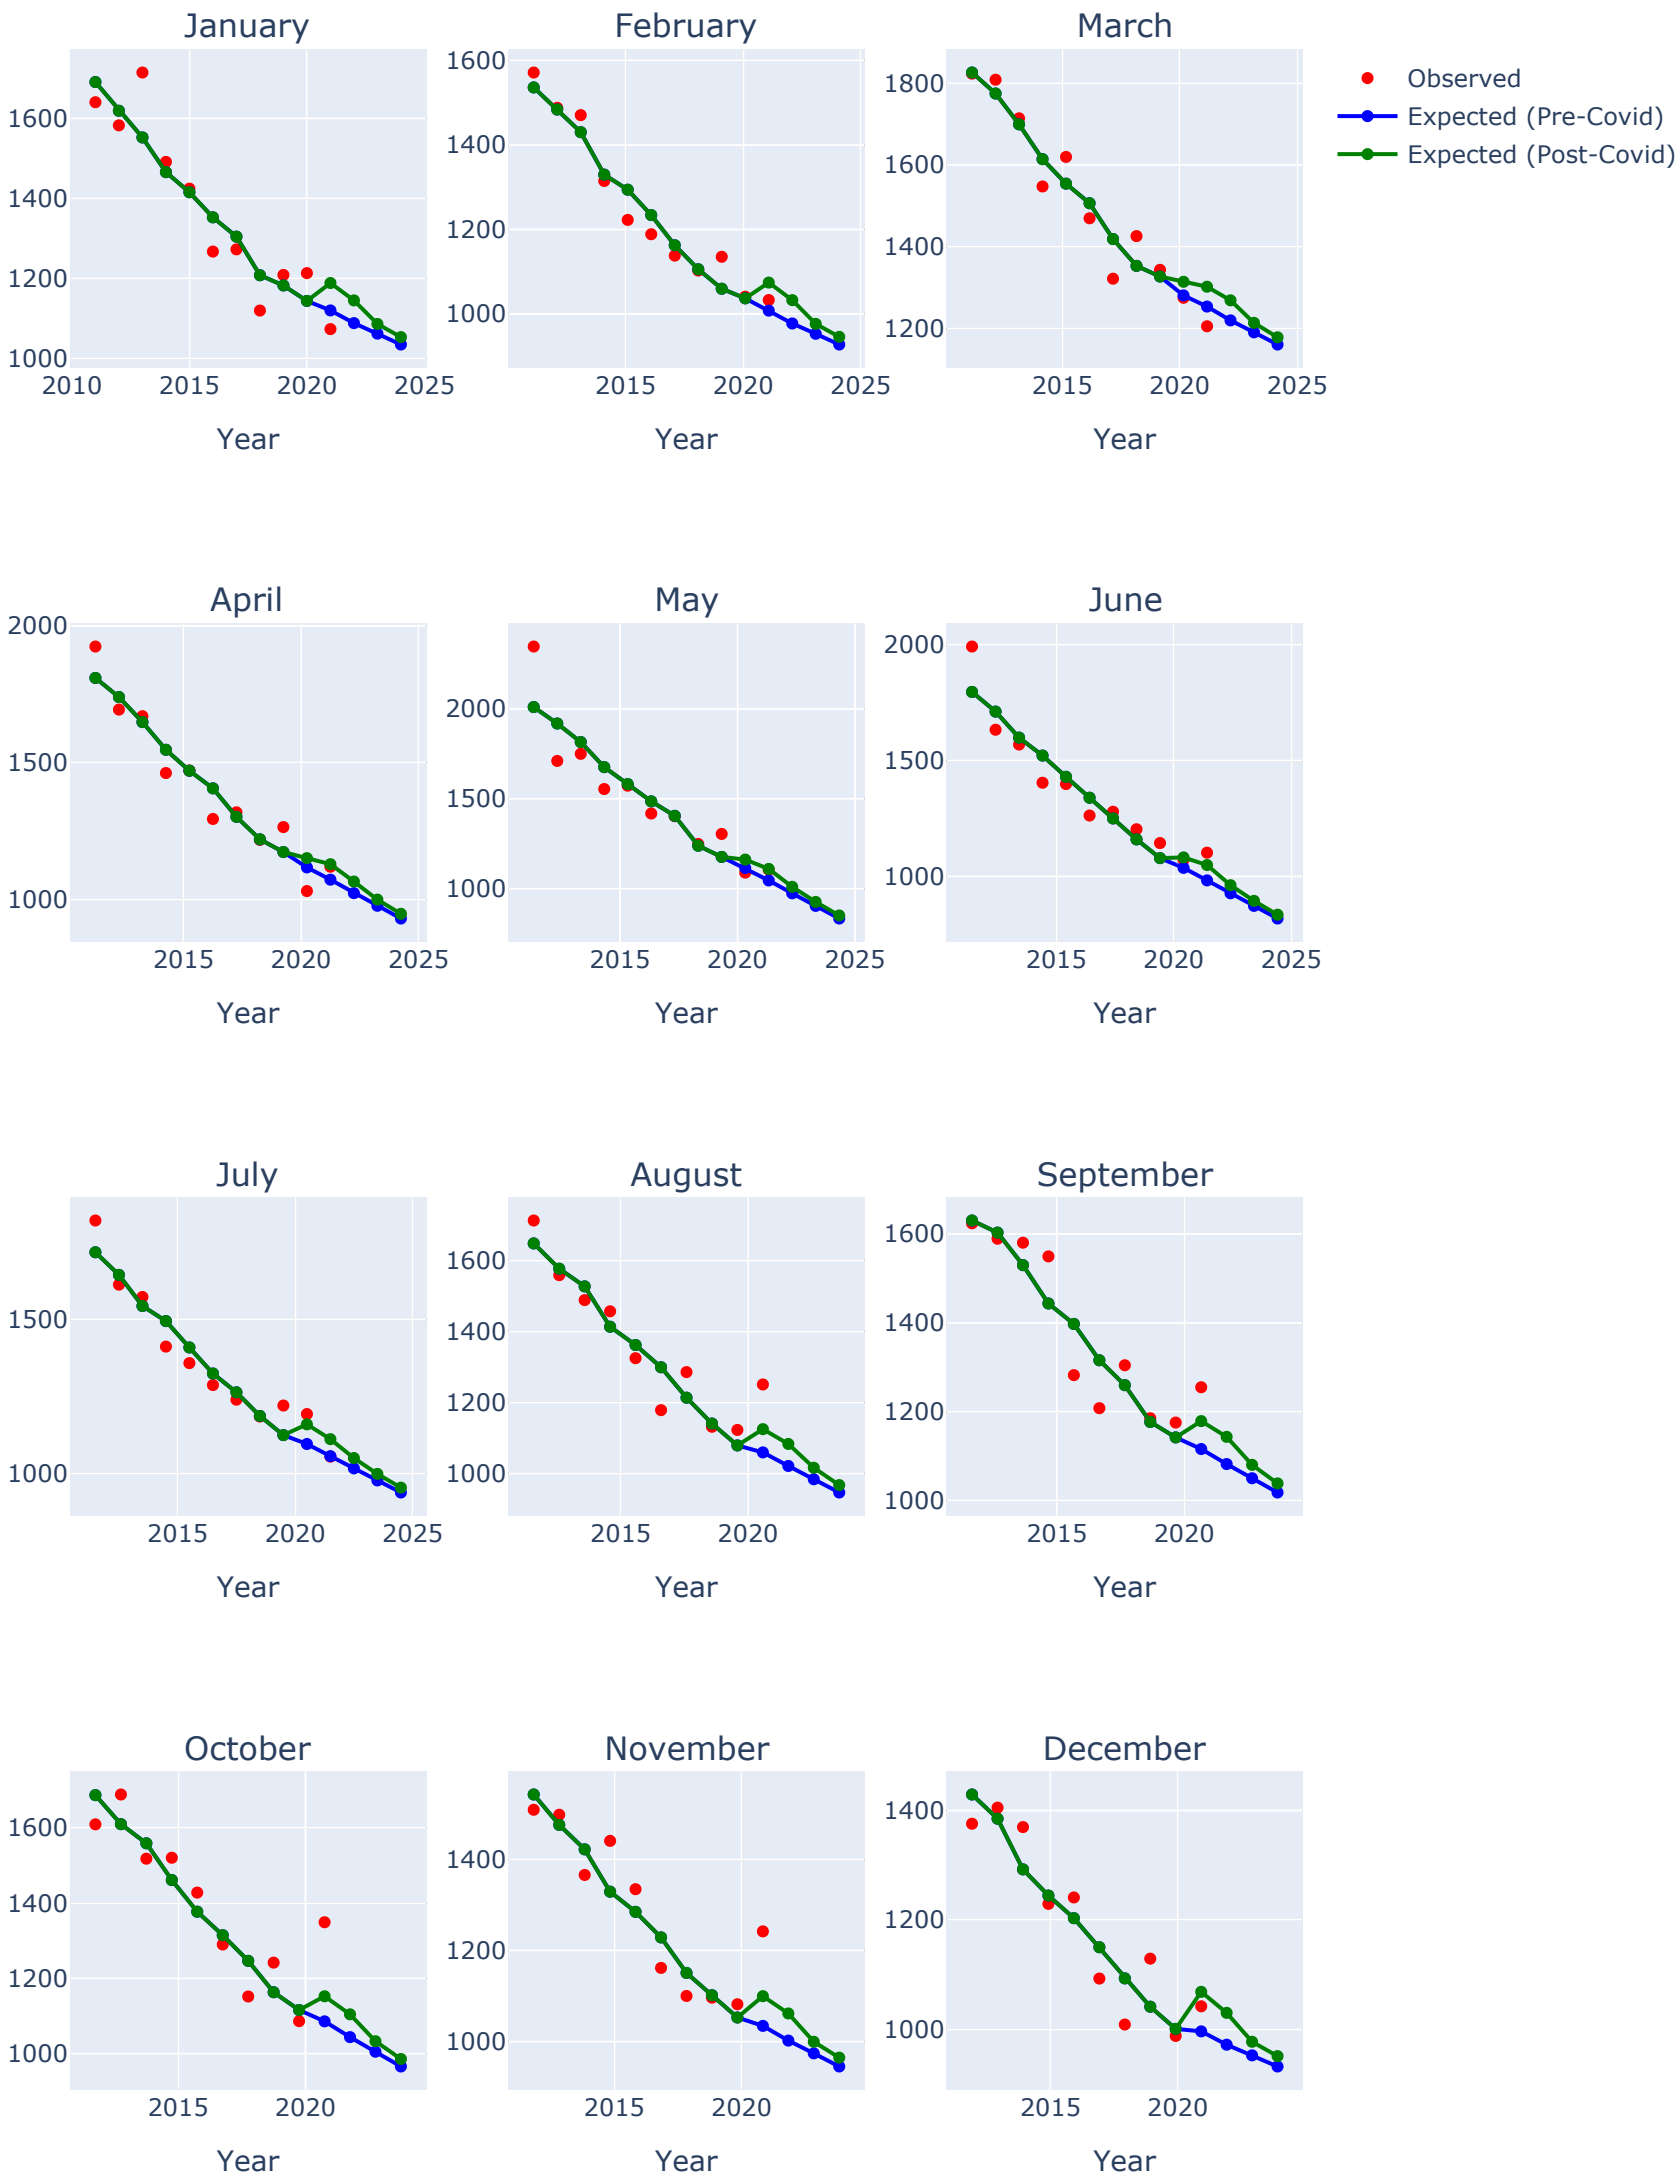 January February March
Observed
Expected (Pre-Covid)
Expected (Post-Covid)
1600
1400
1200
1000
2010 2015 2020 2025
Year
1600
1400
1200
1000
2015 2020 2025
Year
1800
1600
1400
1200
2015 2020 2025
Year
April May June
2000
1500
1000
2015 2020 2025
Year
2000
1500
1000
2015 2020 2025
Year
2000
1500
1000
2015 2020 2025
Year
July August September
1500
1000
2015 2020 2025
Year
1600
1400
1200
1000
2015 2020
Year
1600
1400
1200
1000
2015 2020
Year
October November December
1600
1400
1200
1000
2015 2020
Year
1400
1200
1000
2015 2020
Year
1400
1200
1000
2015 2020
Year